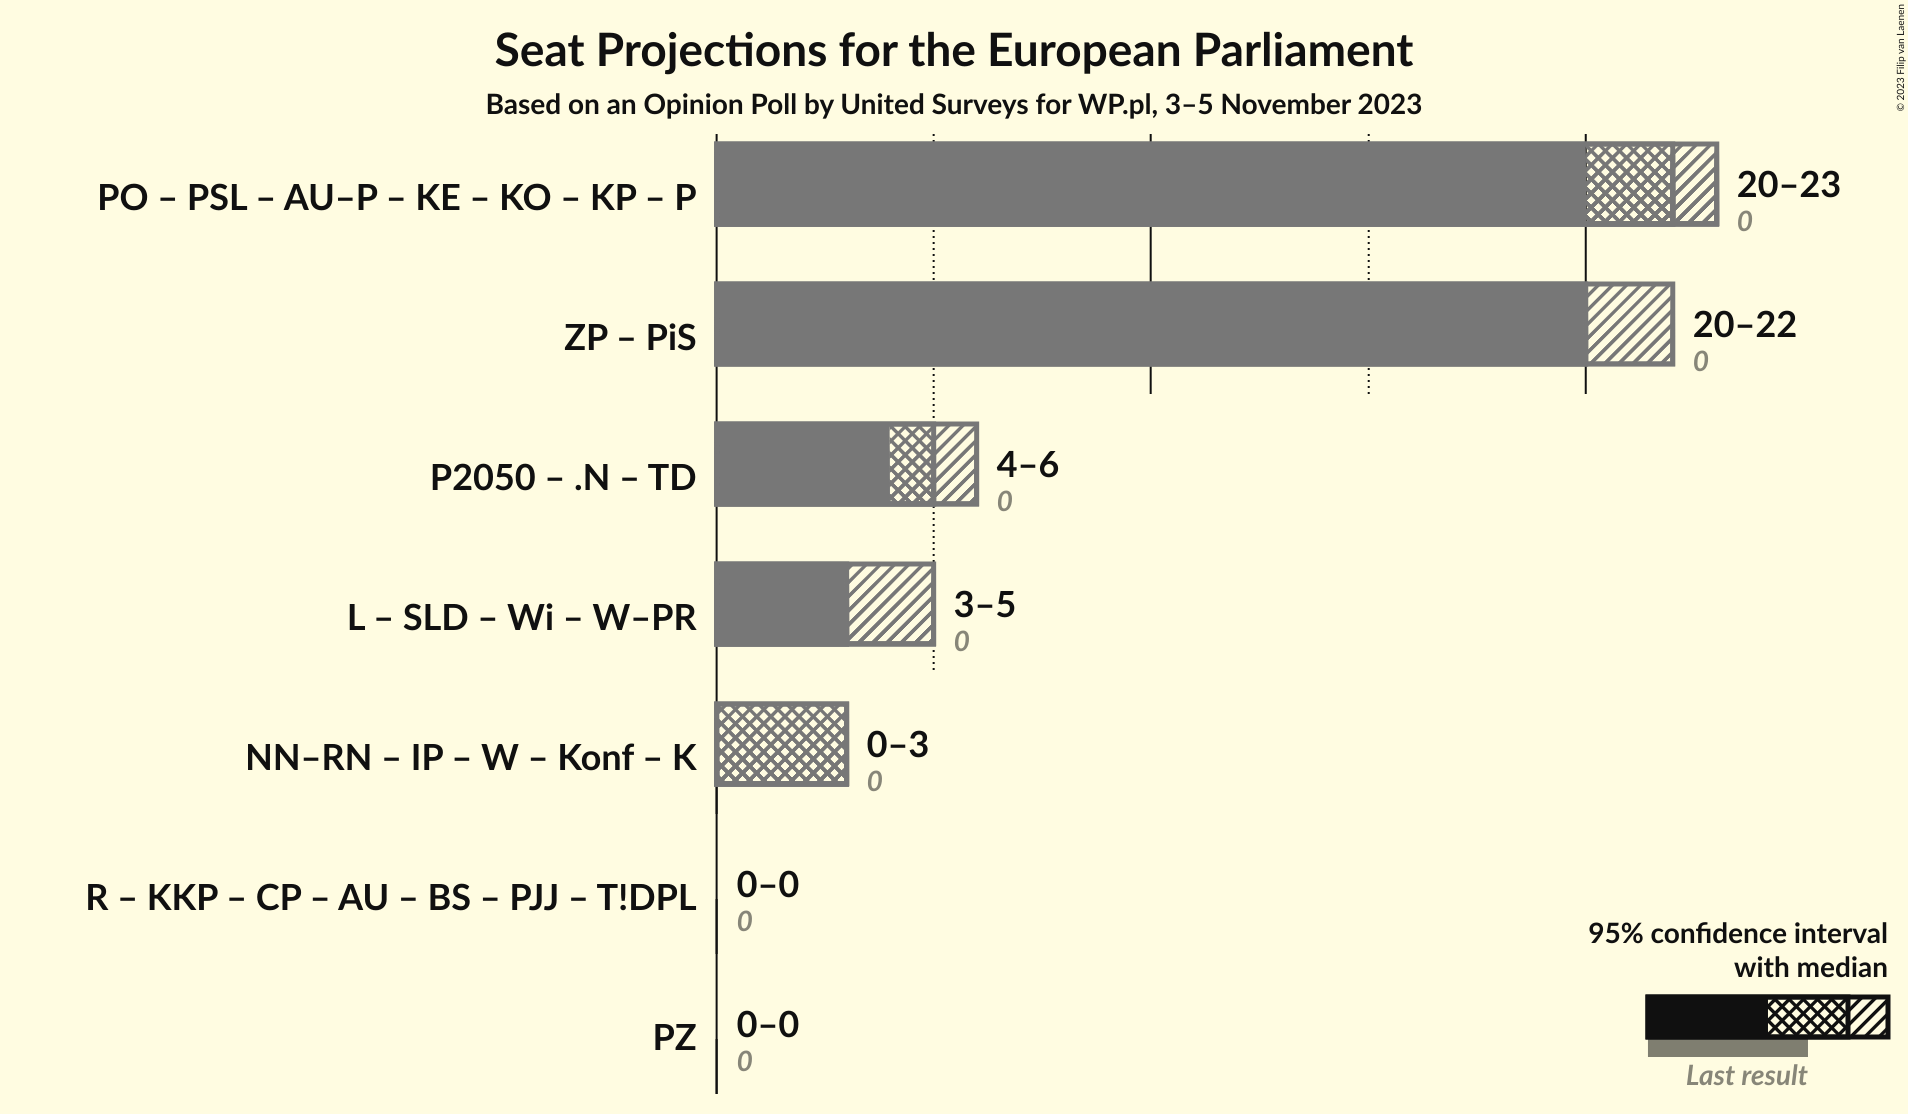 Seat Projections for the European Parliament
Based on an Opinion Poll by United Surveys for WP.pl, 3–5 November 2023
© 2023 Filip van Laenen
PO – PSL – AU–P – KE – KO – KP – P
20–23
0
ZP – PiS
20–22
0
P2050 – .N – TD
4–6
0
L – SLD – Wi – W–PR
3–5
0
NN–RN – IP – W – Konf – K
0–3
0
R – KKP – CP – AU – BS – PJJ – T!DPL
0–0
0
PZ
0–0
0
95% confidence interval
with median
Last result